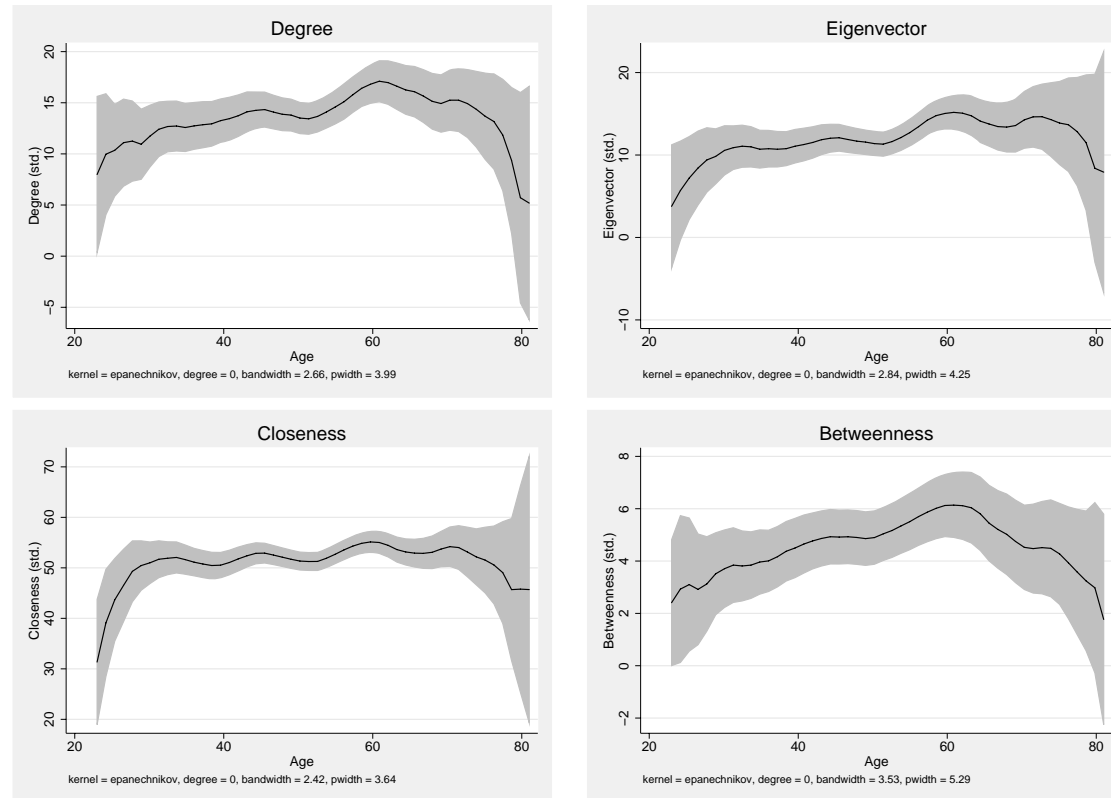 Degree
Degree (std.)
20
15
10
5
0
−5
20 40 60 80
Age
kernel = epanechnikov, degree = 0, bandwidth = 2.66, pwidth = 3.99
Eigenvector
Eigenvector (std.)
20
10
0
−10
20 40 60 80
Age
kernel = epanechnikov, degree = 0, bandwidth = 2.84, pwidth = 4.25
Closeness
Closeness (std.)
70
60
50
40
30
20
20 40 60 80
Age
kernel = epanechnikov, degree = 0, bandwidth = 2.42, pwidth = 3.64
Betweenness
Betweenness (std.)
8
6
4
2
0
−2
20 40 60 80
Age
kernel = epanechnikov, degree = 0, bandwidth = 3.53, pwidth = 5.29